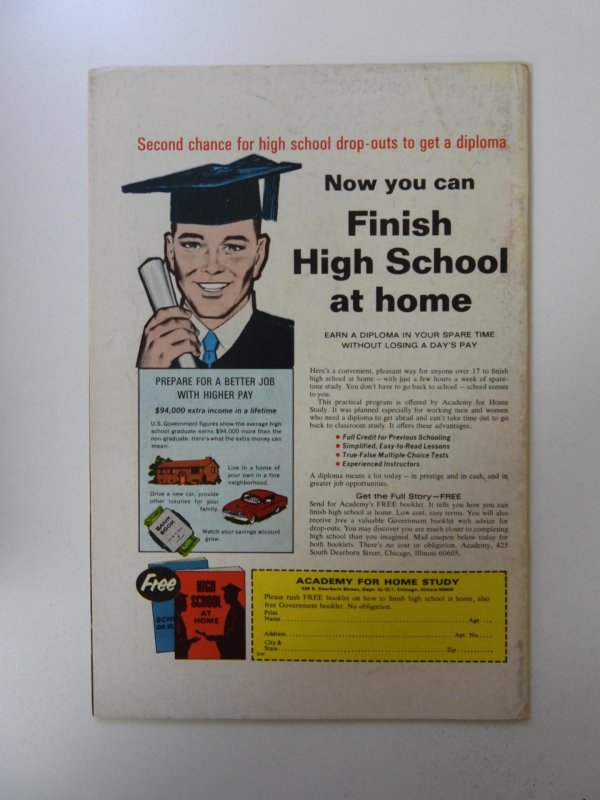 Second chance for high school drop-outs to get a diploma
Now you can
Finish
High School
at home
EARN A DIPLOMA IN YOUR SPARE TIME
WITHOUT LOSING A DAY'S PAY
PREPARE FOR A BETTER JOB
WITH HIGHER PAY
$94,000 extra income in a lifetime
U.S. Government figures show the average high
school graduate earns $94,000 more than the
non-graduate. Here's what the extra money can
mean:
Live in a home of
your own in a fine
neighborhood.
Drive a new car, provide
other luxuries for your
family.
BANK
BOOK
Watch your savings account
grow.
Here's a convenient, pleasant way for anyone over 17 to finish
high school at home – with just a few hours a week of spare-
time study. You don't have to go back to school – school comes
to you.
This practical program is offered by Academy for Home
Study. It was planned especially for working men and women
who need a diploma to get ahead and can't take time out to go
back to classroom study. It offers these advantages:
• Full Credit for Previous Schooling
• Simplified, Easy-to-Read Lessons
• True-False Multiple-Choice Tests
• Experienced Instructors
A diploma means a lot today – in prestige and in cash, and in
greater job opportunities.
Get the Full Story–FREE
Send for Academy's FREE booklet. It tells you how you can
finish high school at home. Low cost, easy terms. You will also
receive free a valuable Government booklet with advice for
drop-outs. You may discover you are much closer to completing
high school than you imagined. Mail coupon below today for
both booklets. There's no cost or obligation. Academy, 425
South Dearborn Street, Chicago, Illinois 60605.
Free
HIGH
SCHOOL
AT
HOME
ACADEMY FOR HOME STUDY
425 S. Dearborn Street, Dept. Chicago, Illinois 60605
Please rush FREE booklet on how to finish high school at home, also
free Government booklet. No obligation.
Print
Name Age
Address Apt. No.
City &
State Zip